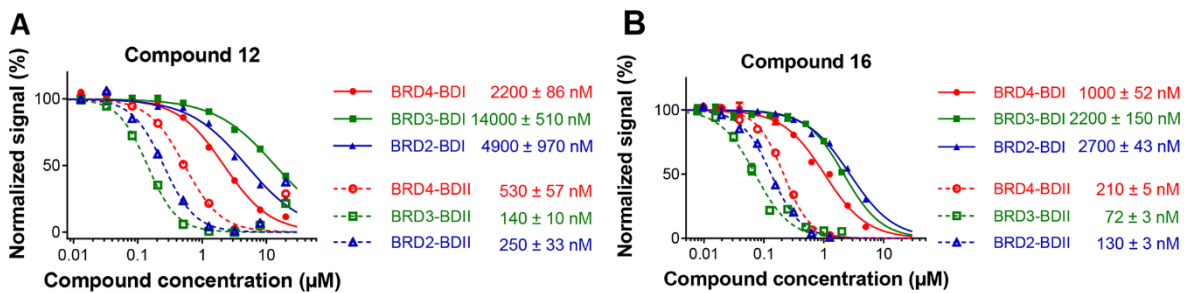 A
Compound 12
Normalized signal (%)
100
50
0
0.01
0.1
1
10
Compound concentration (µM)
BRD4-BDI 2200 ± 86 nM
BRD3-BDI 14000 ± 510 nM
BRD2-BDI 4900 ± 970 nM
BRD4-BDII 530 ± 57 nM
BRD3-BDII 140 ± 10 nM
BRD2-BDII 250 ± 33 nM
B
Compound 16
Normalized signal (%)
100
50
0
0.01
0.1
1
10
Compound concentration (µM)
BRD4-BDI 1000 ± 52 nM
BRD3-BDI 2200 ± 150 nM
BRD2-BDI 2700 ± 43 nM
BRD4-BDII 210 ± 5 nM
BRD3-BDII 72 ± 3 nM
BRD2-BDII 130 ± 3 nM